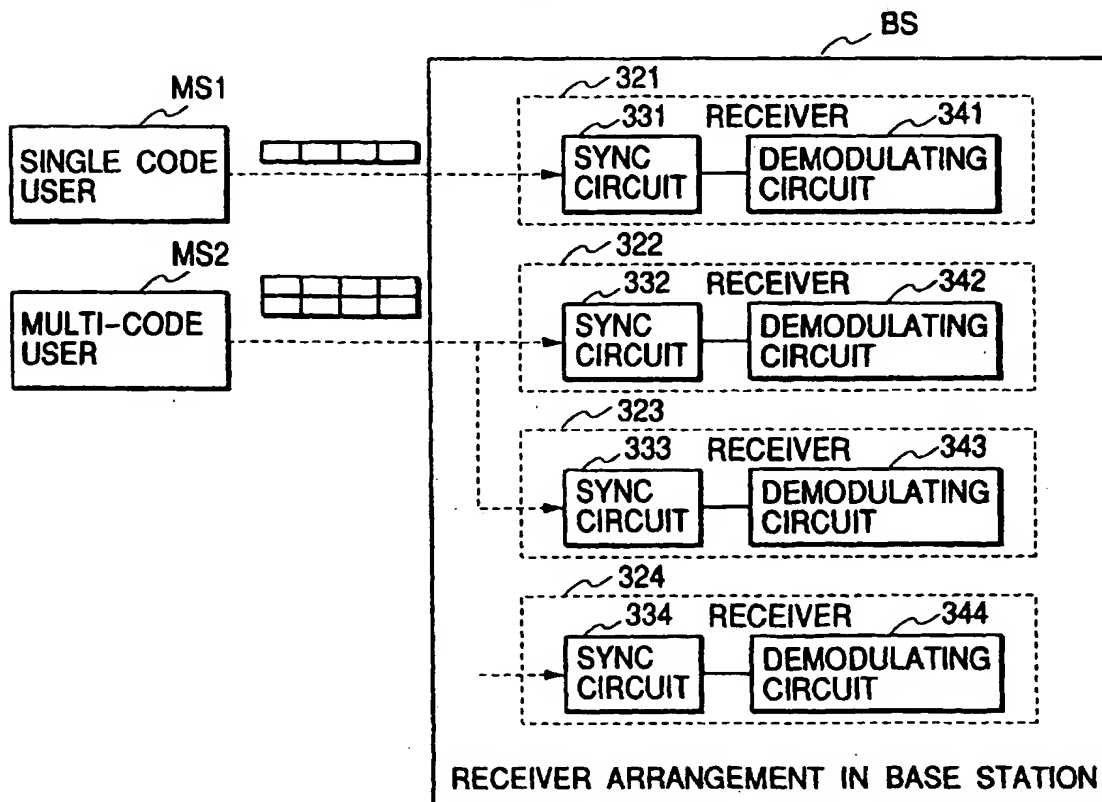 BS
MS1
SINGLE CODE
USER
MS2
MULTI-CODE
USER
321
331 RECEIVER 341
SYNC
CIRCUIT
DEMODULATING
CIRCUIT
322
332 RECEIVER 342
SYNC
CIRCUIT
DEMODULATING
CIRCUIT
323
333 RECEIVER 343
SYNC
CIRCUIT
DEMODULATING
CIRCUIT
324
334 RECEIVER 344
SYNC
CIRCUIT
DEMODULATING
CIRCUIT
RECEIVER ARRANGEMENT IN BASE STATION